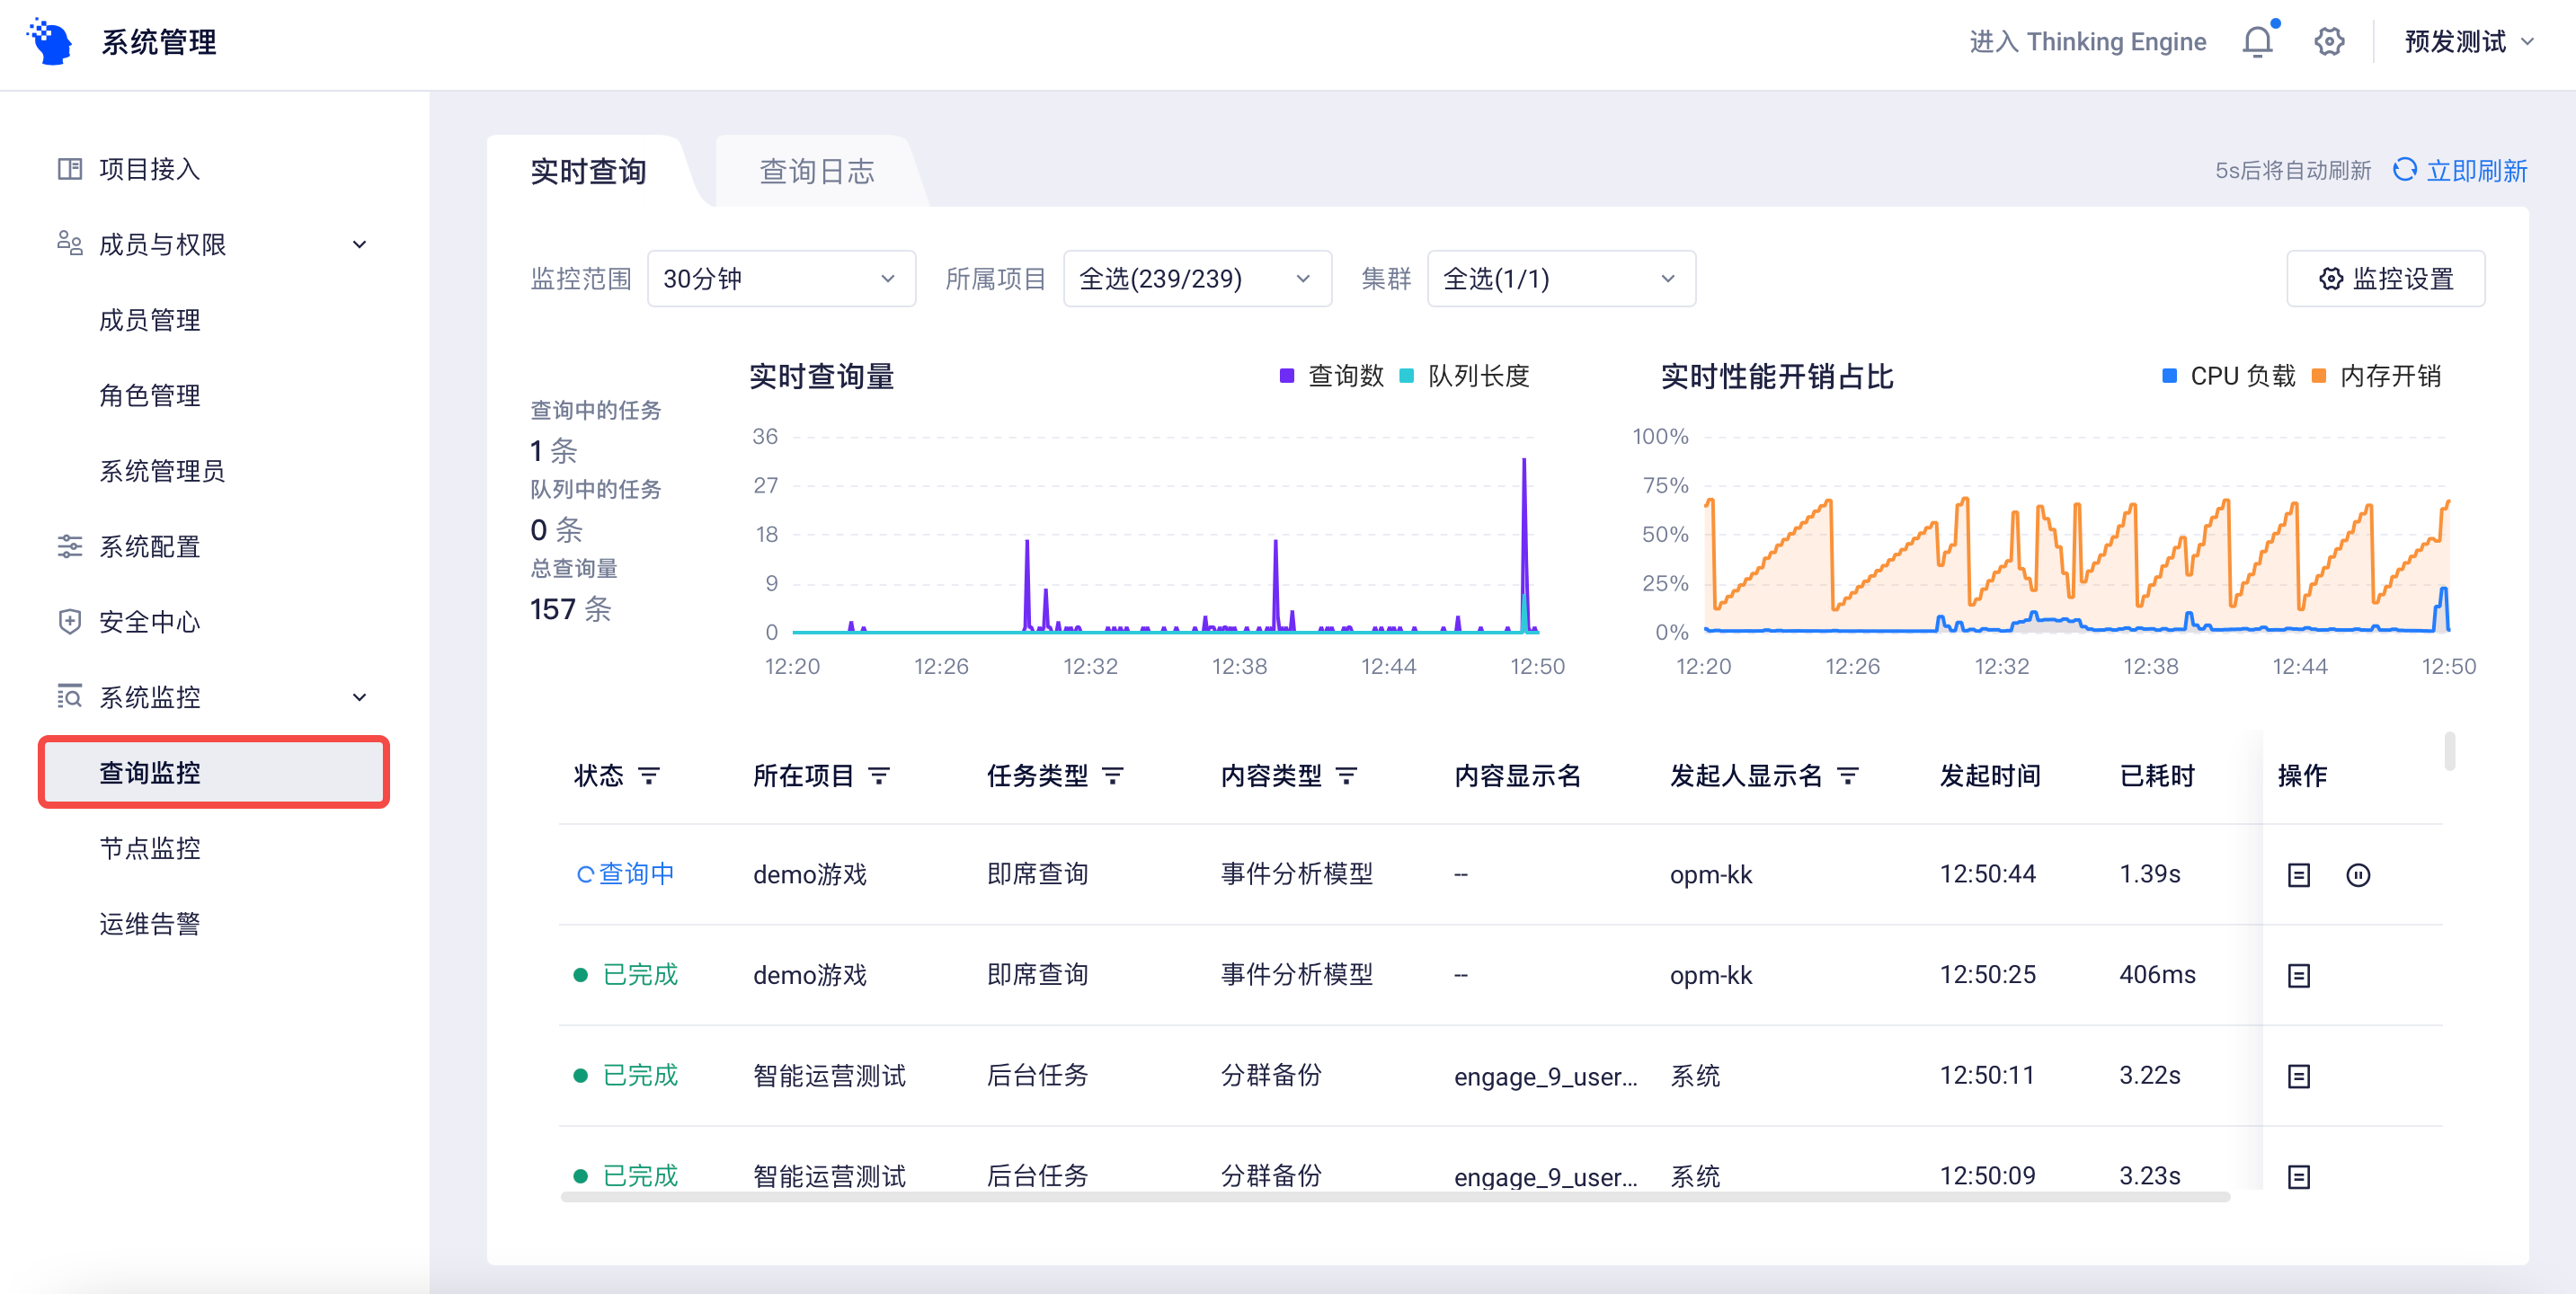 系统管理
进入 Thinking Engine
预发测试
项目接入
成员与权限
成员管理
角色管理
系统管理员
系统配置
安全中心
系统监控
查询监控
节点监控
运维告警
实时查询
查询日志
5s后将自动刷新
立即刷新
监控范围
30分钟
所属项目
全选(239/239)
集群
全选(1/1)
监控设置
查询中的任务
1 条
队列中的任务
0 条
总查询量
157 条
实时查询量
查询数
队列长度
36
27
18
9
0
12:20 12:26 12:32 12:38 12:44 12:50
实时性能开销占比
CPU 负载
内存开销
100%
75%
50%
25%
0%
12:20 12:26 12:32 12:38 12:44 12:50
状态 所在项目 任务类型 内容类型 内容显示名 发起人显示名 发起时间 已耗时 操作
查询中 demo游戏 即席查询 事件分析模型 -- opm-kk 12:50:44 1.39s
已完成 demo游戏 即席查询 事件分析模型 -- opm-kk 12:50:25 406ms
已完成 智能运营测试 后台任务 分群备份 engage_9_user... 系统 12:50:11 3.22s
已完成 智能运营测试 后台任务 分群备份 engage_9_user... 系统 12:50:09 3.23s